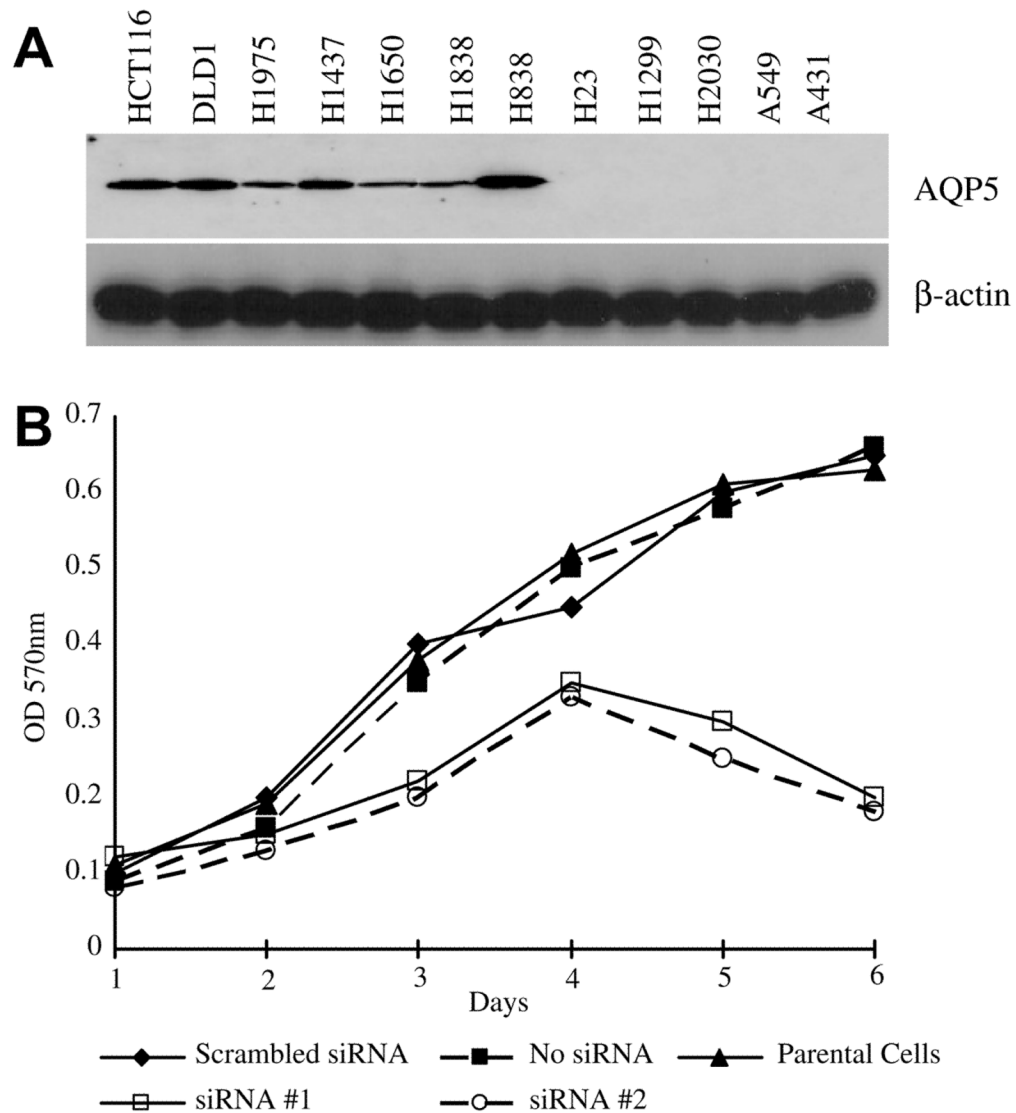 A
HCT116
DLD1
H1975
H1437
H1650
H1838
H838
H23
H1299
H2030
A549
A431
AQP5
β-actin
B
0.7
0.6
0.5
0.4
0.3
0.2
0.1
0
OD 570nm
1 2 3 4 5 6
Days
Scrambled siRNA No siRNA Parental Cells
siRNA #1 siRNA #2